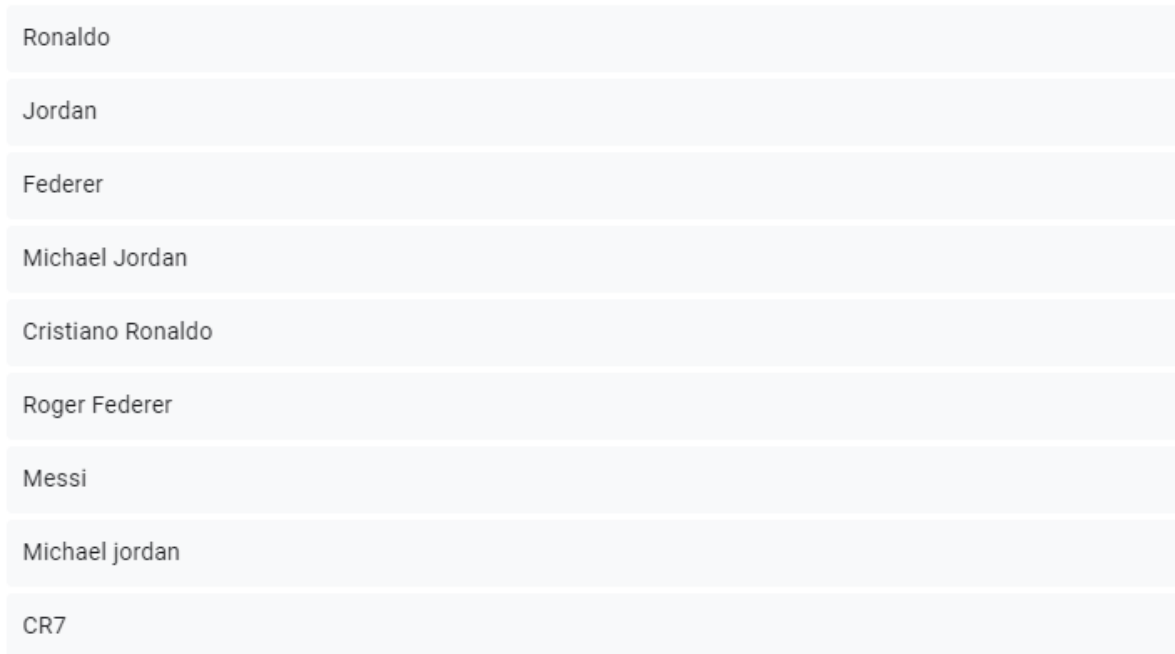 Ronaldo
Jordan
Federer
Michael Jordan
Cristiano Ronaldo
Roger Federer
Messi
Michael jordan
CR7